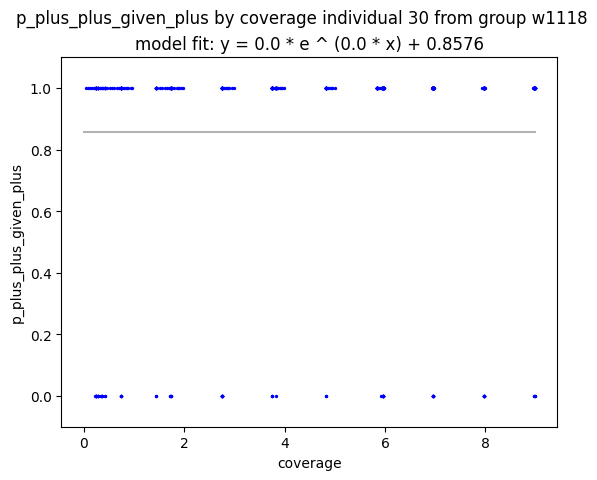 p_plus_plus_given_plus by coverage individual 30 from group w1118
model fit: y = 0.0 * e ^ (0.0 * x) + 0.8576
1.0
0.8
0.6
0.4
0.2
0.0
p_plus_plus_given_plus
0 2 4 6 8
coverage